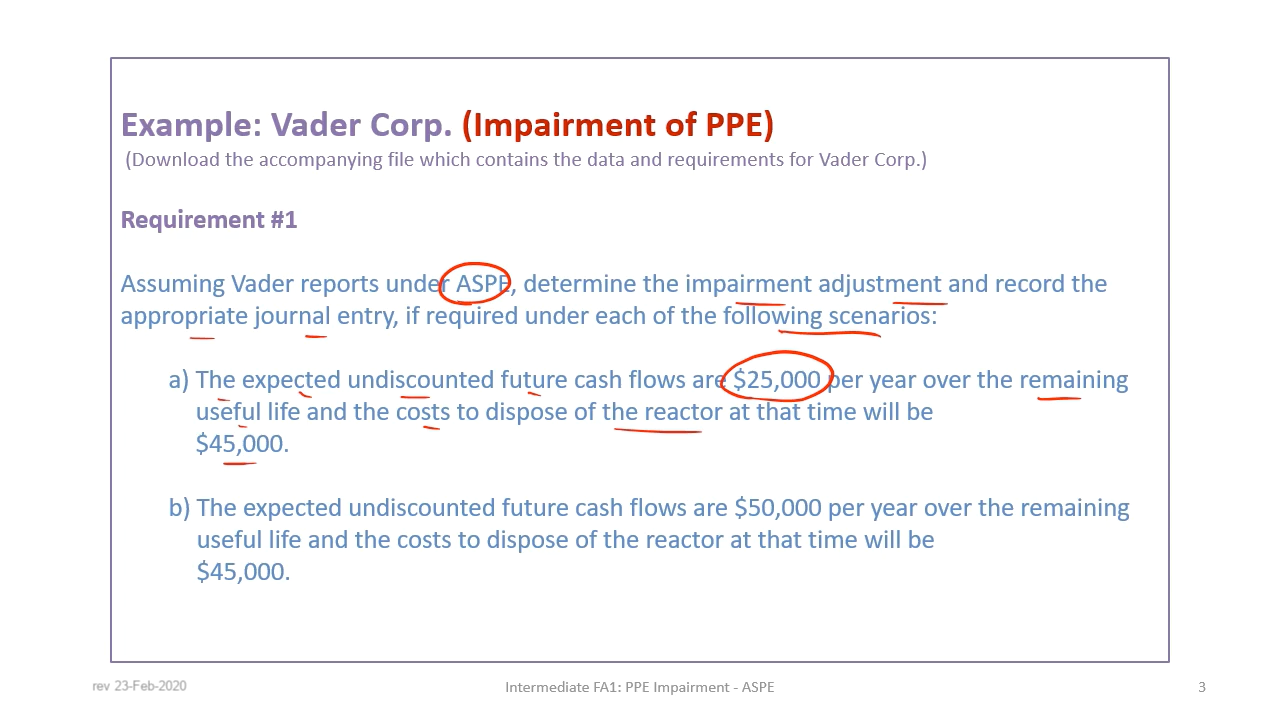 Example: Vader Corp. (Impairment of PPE)
(Download the accompanying file which contains the data and requirements for Vader Corp.)
Requirement #1
Assuming Vader reports under ASPE, determine the impairment adjustment and record the
appropriate journal entry, if required under each of the following scenarios:
a) The expected undiscounted future cash flows are $25,000 per year over the remaining
useful life and the costs to dispose of the reactor at that time will be
$45,000.
b) The expected undiscounted future cash flows are $50,000 per year over the remaining
useful life and the costs to dispose of the reactor at that time will be
$45,000.
rev 23-Feb-2020
Intermediate FA1: PPE Impairment - ASPE
3